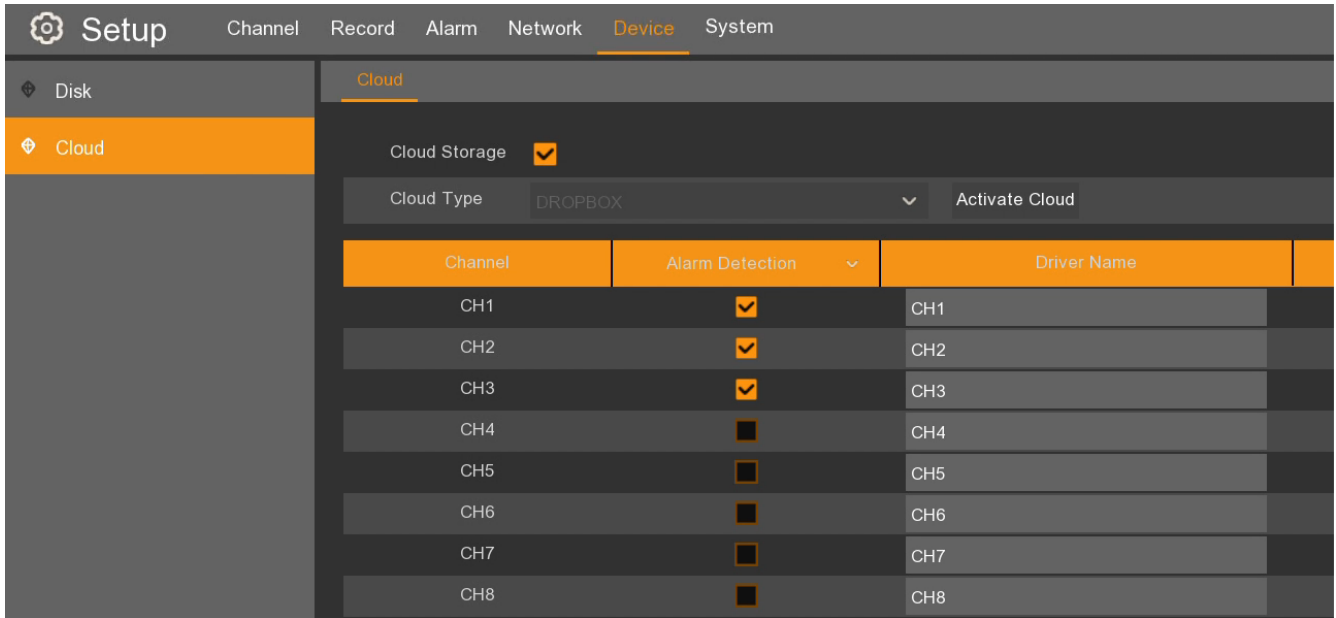 Setup Channel Record Alarm Network Device System
Disk
Cloud
Cloud
Cloud Storage
Cloud Type DROPBOX Activate Cloud
Channel Alarm Detection Driver Name
CH1 CH1
CH2 CH2
CH3 CH3
CH4 CH4
CH5 CH5
CH6 CH6
CH7 CH7
CH8 CH8